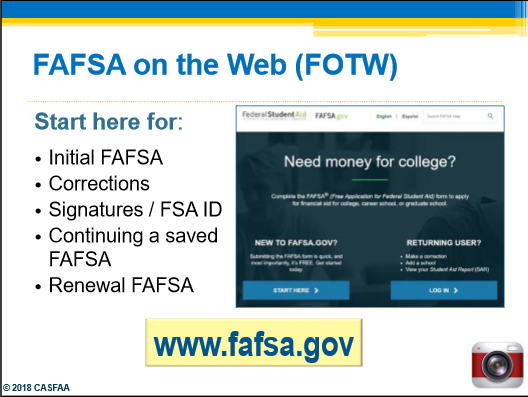 FAFSA on the Web (FOTW)
Start here for:
• Initial FAFSA
• Corrections
• Signatures / FSA ID
• Continuing a saved
FAFSA
• Renewal FAFSA
FederalStudentAid | FAFSA.gov
English | Español
Search FAFSA Help
Need money for college?
Complete the FAFSA® (Free Application for Federal Student Aid) form to apply
for financial aid for college, career school, or graduate school.
NEW TO FAFSA.GOV?
Submitting the FAFSA form is quick, and
most importantly, it's FREE. Get started
today.
START HERE
RETURNING USER?
• Make a correction
• Add a school
• View your Student Aid Report (SAR)
LOG IN
www.fafsa.gov
© 2018 CASFAA